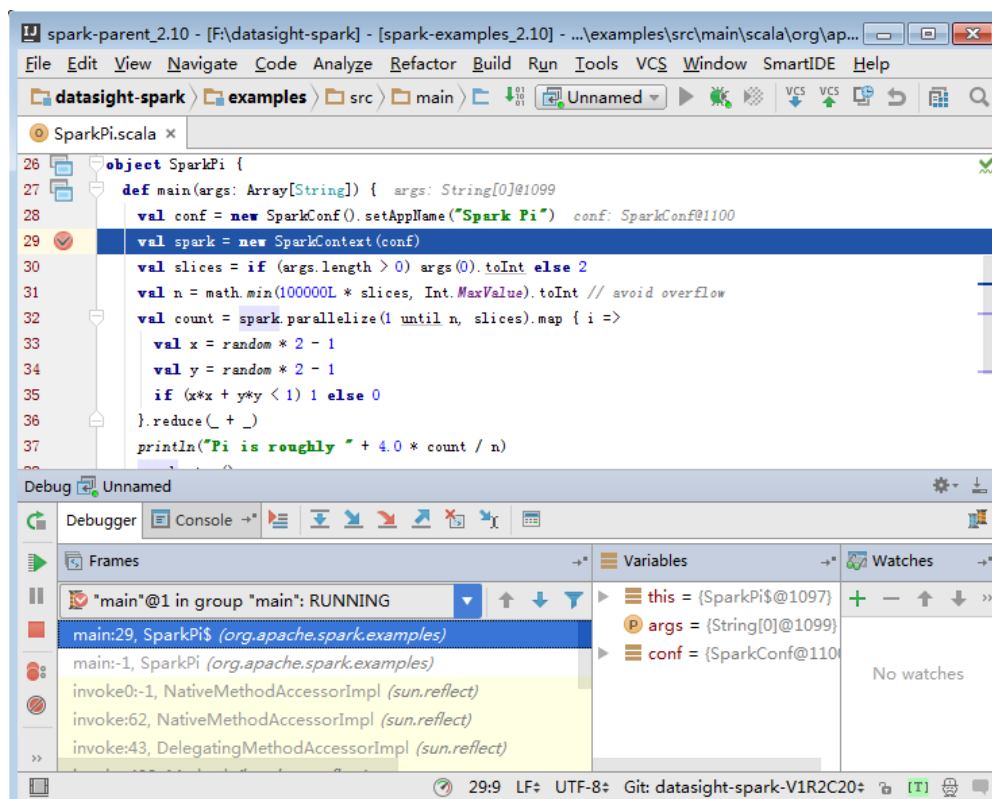 spark-parent_2.10 - [F:\datasight-spark] - [spark-examples_2.10] - ...\examples\src\main\scala\org\ap...
File Edit View Navigate Code Analyze Refactor Build Run Tools VCS Window SmartIDE Help
datasight-spark examples src main Unnamed VCS VCS
SparkPi.scala ×
26 object SparkPi {
27 def main(args: Array[String]) { args: String[0]@1099
28 val conf = new SparkConf().setAppName("Spark Pi") conf: SparkConf@1100
29 val spark = new SparkContext(conf)
30 val slices = if (args.length > 0) args(0).toInt else 2
31 val n = math.min(100000L * slices, Int.MaxValue).toInt // avoid overflow
32 val count = spark.parallelize(1 until n, slices).map { i =>
33 val x = random * 2 - 1
34 val y = random * 2 - 1
35 if (x*x + y*y < 1) 1 else 0
36 }.reduce(_ + _)
37 println("Pi is roughly " + 4.0 * count / n)
Debug Unnamed
Debugger Console
Frames Variables Watches
"main"@1 in group "main": RUNNING
main:29, SparkPi$ (org.apache.spark.examples)
main:-1, SparkPi (org.apache.spark.examples)
invoke0:-1, NativeMethodAccessorImpl (sun.reflect)
invoke:62, NativeMethodAccessorImpl (sun.reflect)
invoke:43, DelegatingMethodAccessorImpl (sun.reflect)
this = {SparkPi$@1097}
args = {String[0]@1099}
conf = {SparkConf@110
No watches
29:9 LF UTF-8 Git: datasight-spark-V1R2C20 [T]